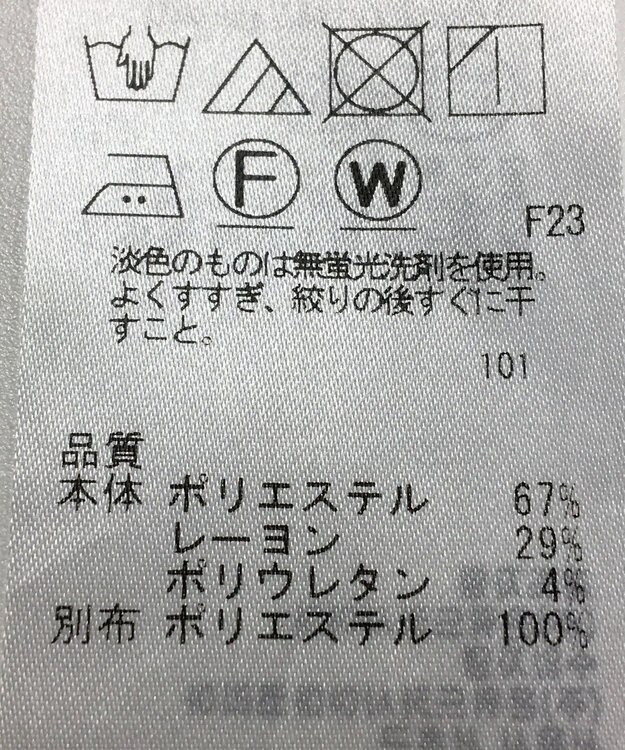 F W
F23
淡色のものは無蛍光洗剤を使用。
よくすすぎ、絞りの後すぐに干
すこと。
101
品質
本体 ポリエステル 67%
レーヨン 29%
ポリウレタン 4%
別布 ポリエステル 100%